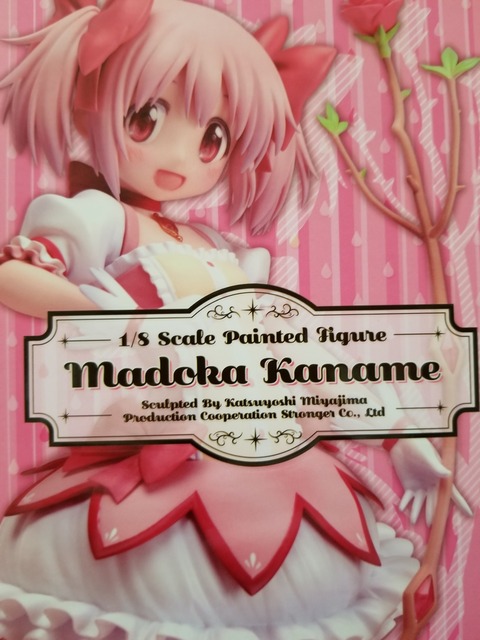 1/8 Scale Painted Figure
Madoka Kaname
Sculpted By Katsuyoshi Miyajima
Production Cooperation Stronger Co., Ltd